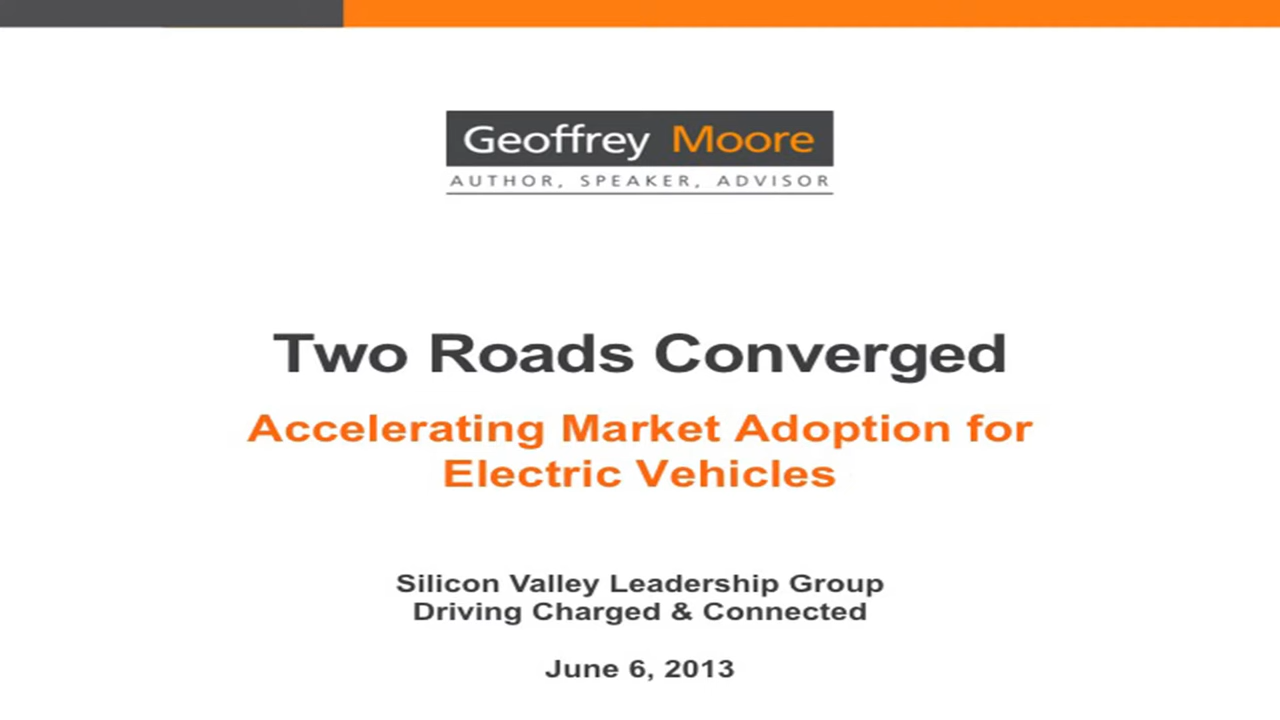 Geoffrey Moore
AUTHOR, SPEAKER, ADVISOR
Two Roads Converged
Accelerating Market Adoption for
Electric Vehicles
Silicon Valley Leadership Group
Driving Charged & Connected
June 6, 2013